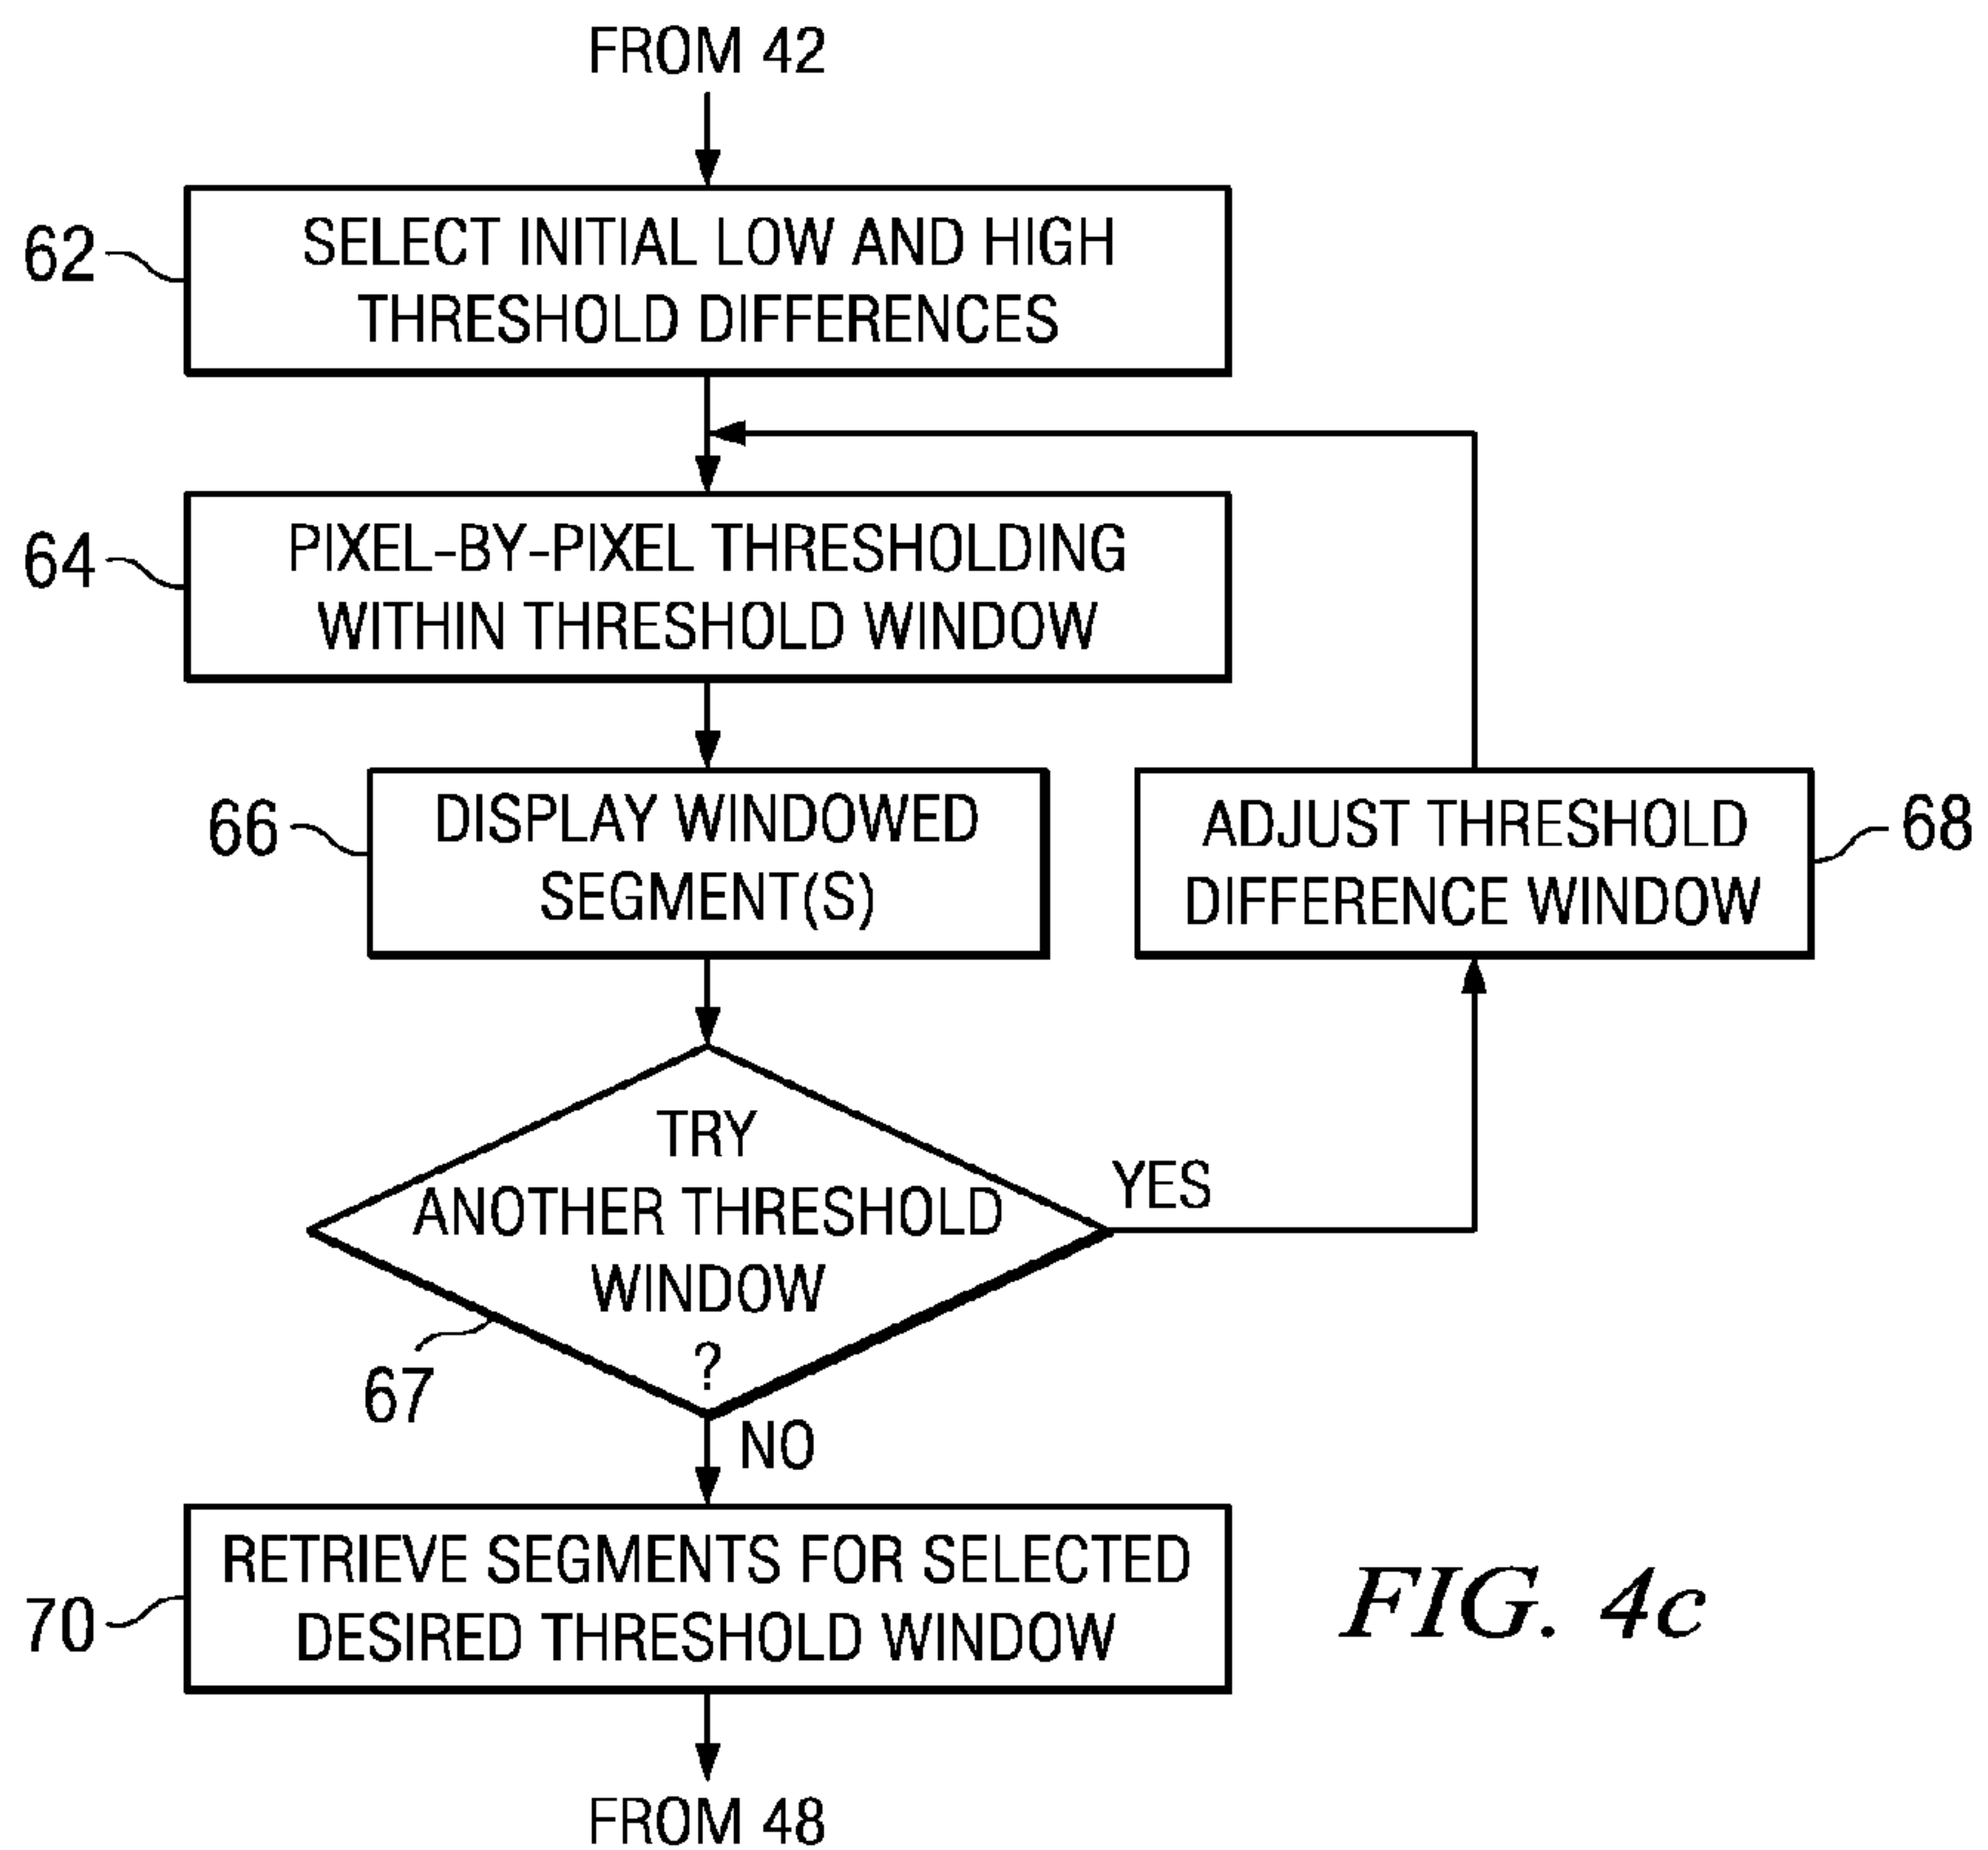 FROM 42
62
SELECT INITIAL LOW AND HIGH
THRESHOLD DIFFERENCES
64
PIXEL-BY-PIXEL THRESHOLDING
WITHIN THRESHOLD WINDOW
66
DISPLAY WINDOWED
SEGMENT(S)
ADJUST THRESHOLD
DIFFERENCE WINDOW
68
TRY
ANOTHER THRESHOLD
WINDOW
?
YES
67
NO
70
RETRIEVE SEGMENTS FOR SELECTED
DESIRED THRESHOLD WINDOW
FIG. 4c
FROM 48